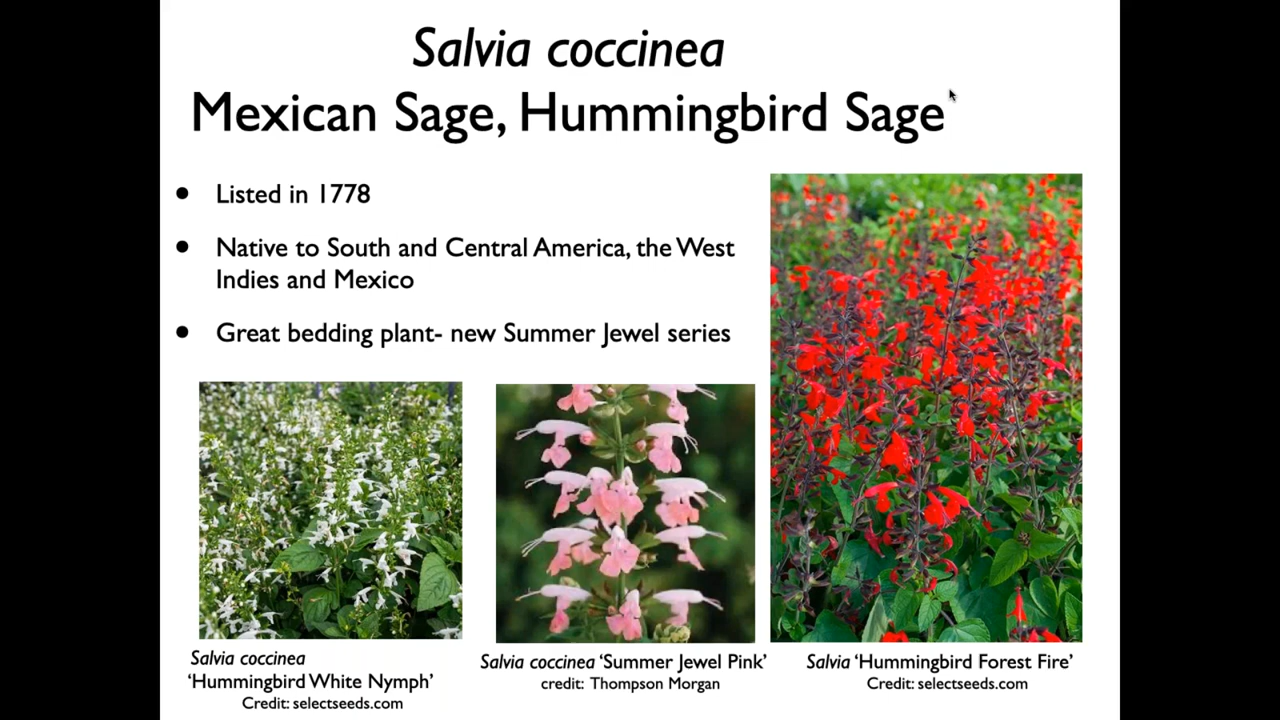 Salvia coccinea
Mexican Sage, Hummingbird Sage
• Listed in 1778
• Native to South and Central America, the West
Indies and Mexico
• Great bedding plant- new Summer Jewel series
Salvia coccinea
‘Hummingbird White Nymph’
Credit: selectseeds.com
Salvia coccinea ‘Summer Jewel Pink’
credit: Thompson Morgan
Salvia ‘Hummingbird Forest Fire’
Credit: selectseeds.com